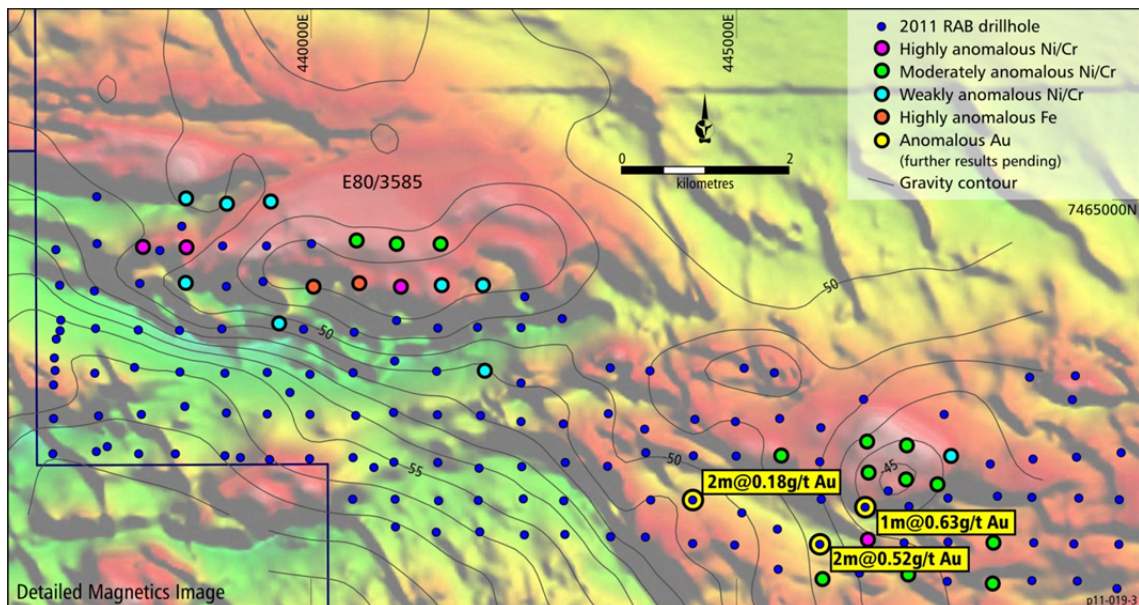 440000E
445000E
2011 RAB drillhole
Highly anomalous Ni/Cr
Moderately anomalous Ni/Cr
Weakly anomalous Ni/Cr
Highly anomalous Fe
Anomalous Au
(further results pending)
Gravity contour
0
2
kilometres
E80/3585
7465000N
50
50
50
55
45
2m@0.18g/t Au
1m@0.63g/t Au
2m@0.52g/t Au
Detailed Magnetics Image
p11-019-3